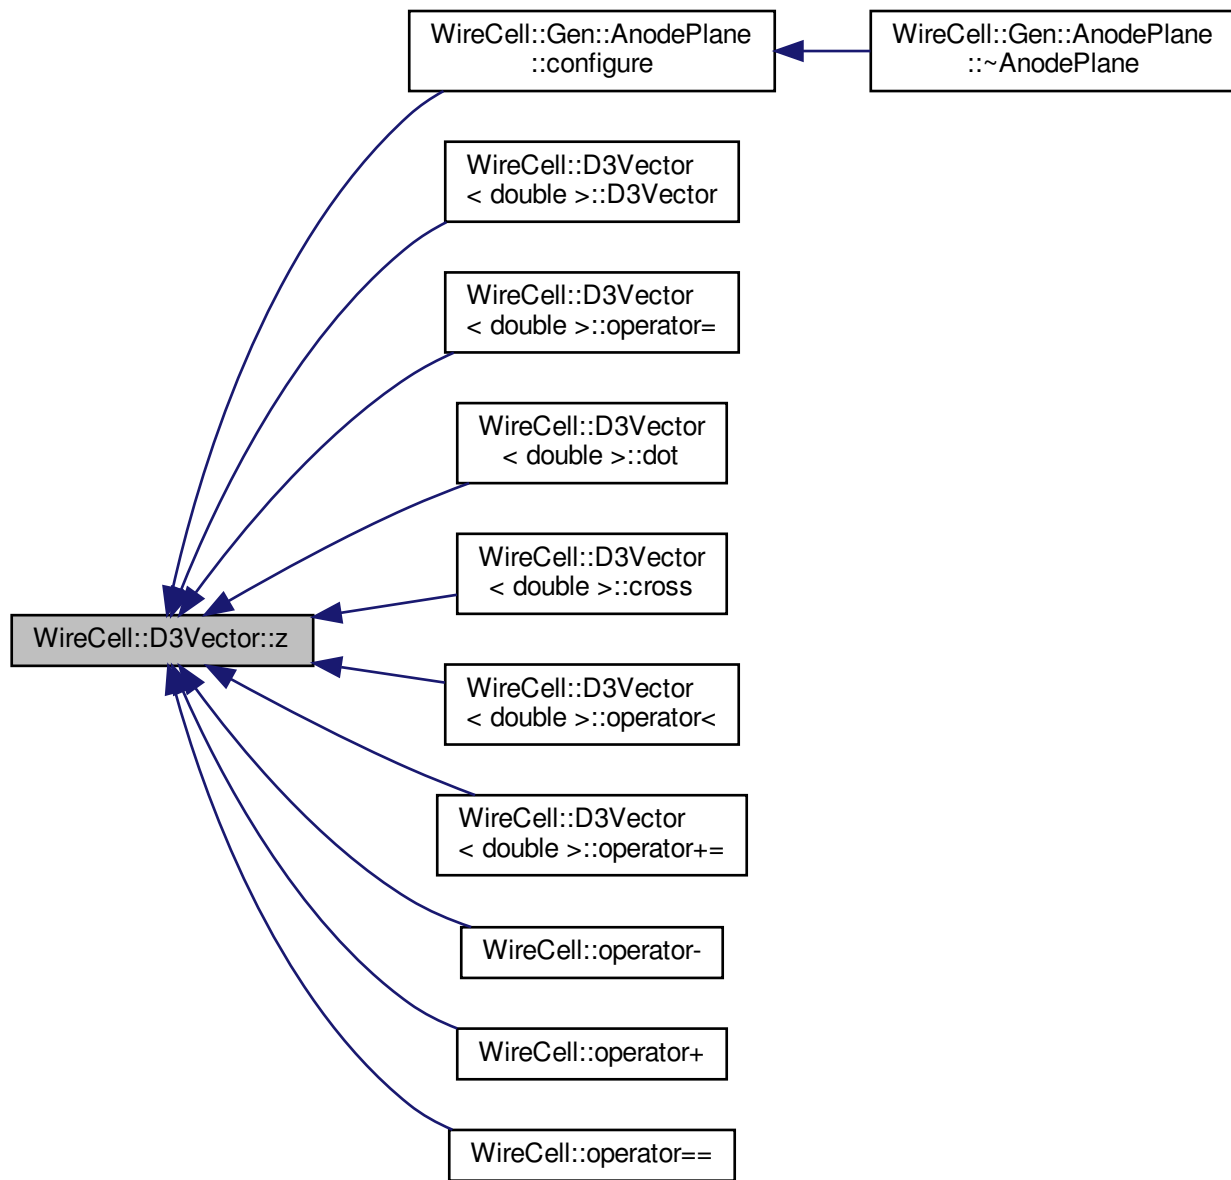 WireCell::Gen::AnodePlane
::configure
WireCell::Gen::AnodePlane
::~AnodePlane
WireCell::D3Vector
< double >::D3Vector
WireCell::D3Vector
< double >::operator=
WireCell::D3Vector
< double >::dot
WireCell::D3Vector
< double >::cross
WireCell::D3Vector::z
WireCell::D3Vector
< double >::operator<
WireCell::D3Vector
< double >::operator+=
WireCell::operator-
WireCell::operator+
WireCell::operator==